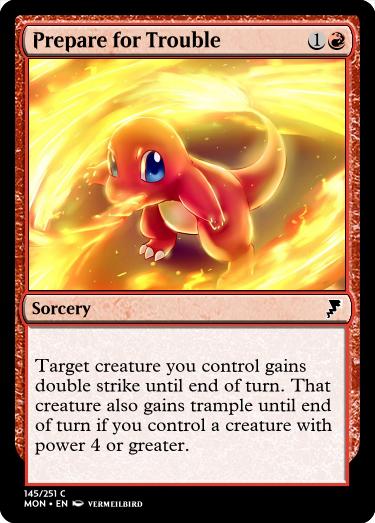 Prepare for Trouble 1
Sorcery
Target creature you control gains
double strike until end of turn. That
creature also gains trample until end
of turn if you control a creature with
power 4 or greater.
145/251 C
MON • EN VERMEILBIRD